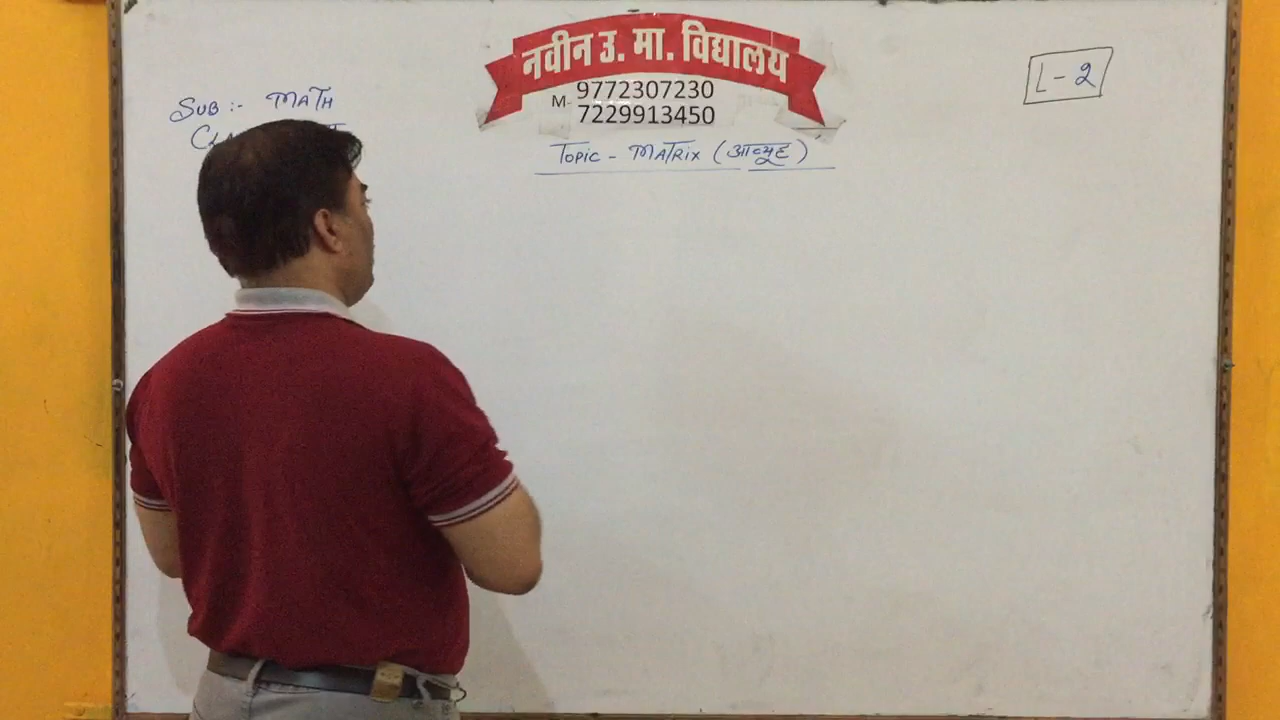 नवीन उ. मा. विद्यालय
M- 9772307230
7229913450
L-2
SUB :- MATH
TOPIC - MATRIX (आव्यूह)